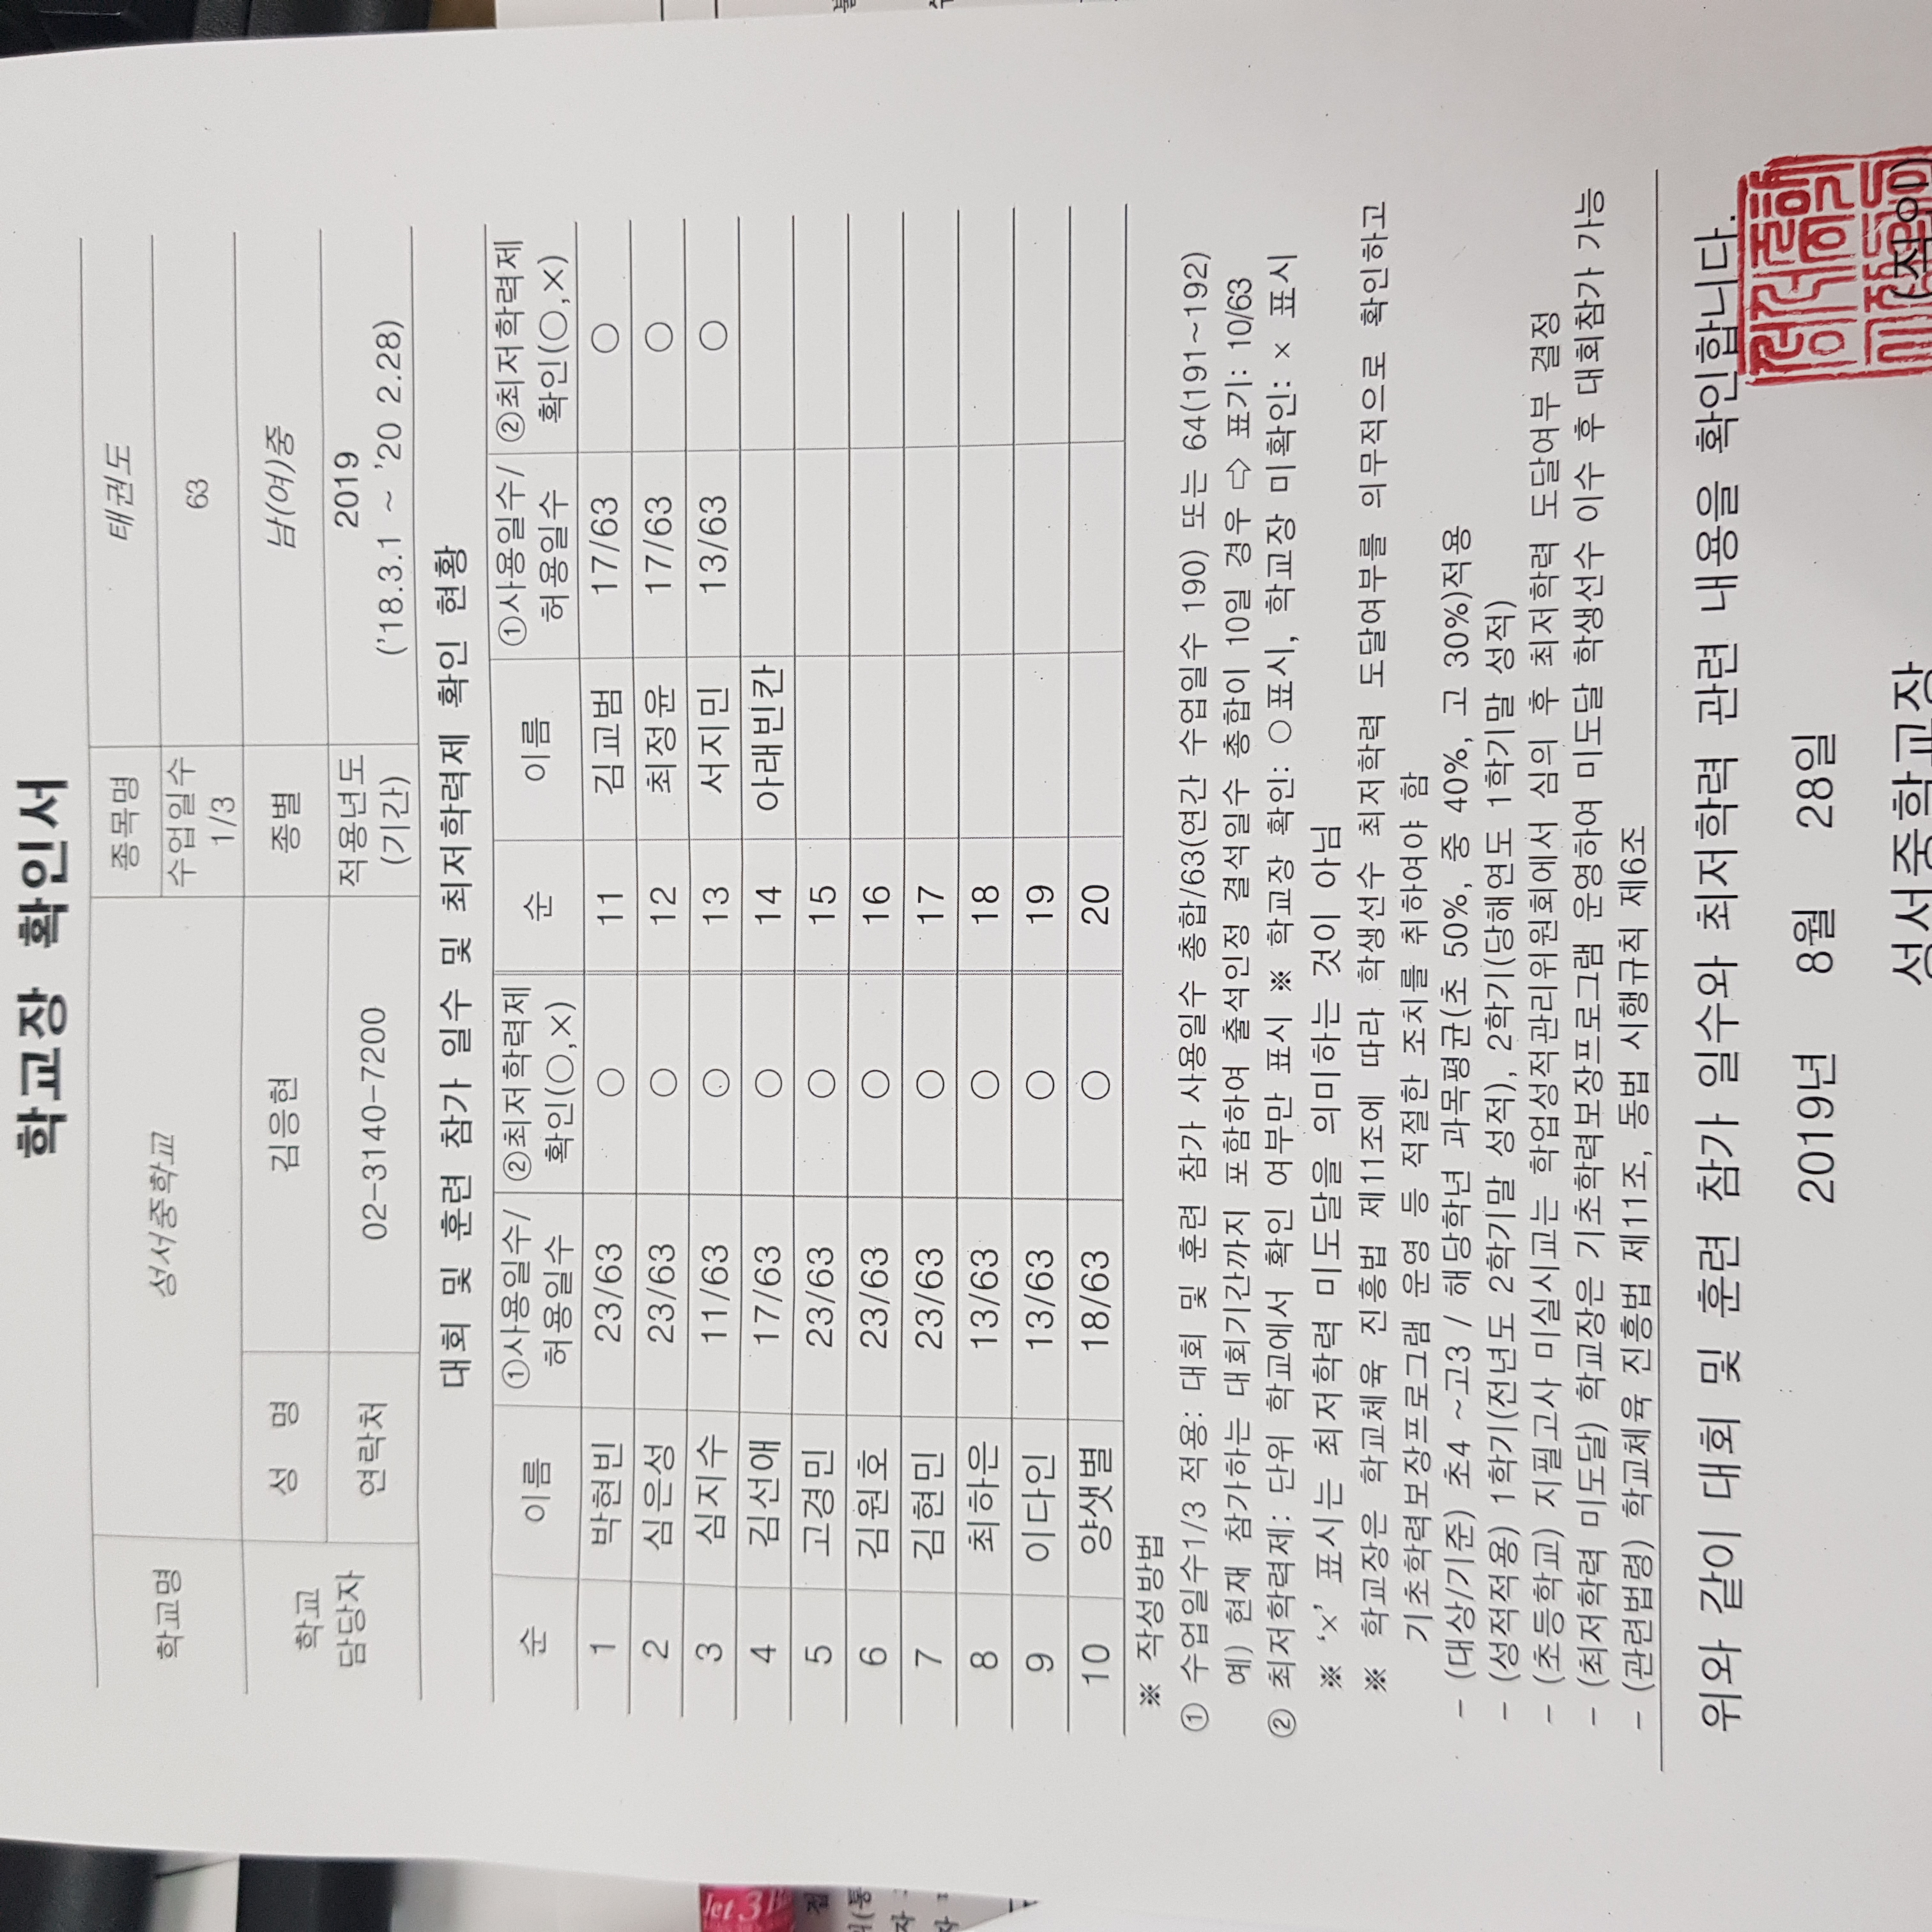 학교장 확인서
학교명 성서중학교 종목명 태권도
수업일수 1/3 63
학교 담당자 성 명 김응현 종별 남(여)중
연락처 02-3140-7200 적용년도 (기간) 2019 ('18.3.1 ~ '20 2.28)
대회 및 훈련 참가 일수 및 최저학력제 확인 현황
순 이름 ①사용일수/허용일수 ②최저학력제 확인(○,×) 순 이름 ①사용일수/허용일수 ②최저학력제 확인(○,×)
1 박현빈 23/63 ○ 11 김교범 17/63 ○
2 심은성 23/63 ○ 12 최정윤 17/63 ○
3 심지수 11/63 ○ 13 서지민 13/63 ○
4 김선애 17/63 ○ 14 아래빈칸
5 고경민 23/63 ○ 15
6 김원호 23/63 ○ 16
7 김현민 23/63 ○ 17
8 최하은 13/63 ○ 18
9 이다인 13/63 ○ 19
10 양샛별 18/63 ○ 20
※ 작성방법
① 수업일수1/3 적용: 대회 및 훈련 참가 사용일수 총합/63(연간 수업일수 190) 또는 64(191~192)
예) 현재 참가하는 대회기간까지 포함하여 출석인정 결석일수 총합이 10일 경우 ⇨ 표기: 10/63
② 최저학력제: 단위 학교에서 확인 여부만 표시 ※ 학교장 확인: ○표시, 학교장 미확인: × 표시
※ '×' 표시는 최저학력 미도달을 의미하는 것이 아님
※ 학교장은 학교체육 진흥법 제11조에 따라 학생선수 최저학력 도달여부를 의무적으로 확인하고
기초학력보장프로그램 운영 등 적절한 조치를 취하여야 함
- (대상/기준) 초4 ~고3 / 해당학년 과목평균(초 50%, 중 40%, 고 30%)적용
- (성적적용) 1학기(전년도 2학기말 성적), 2학기(당해연도 1학기말 성적)
- (초등학교) 지필고사 미실시교는 학업성적관리위원회에서 심의 후 최저학력 도달여부 결정
- (최저학력 미도달) 학교장은 기초학력보장프로그램 운영하여 미도달 학생선수 이수 후 대회참가 가능
- (관련법령) 학교체육 진흥법 제11조, 동법 시행규칙 제6조
위와 같이 대회 및 훈련 참가 일수와 최저학력 관련 내용을 확인합니다.
2019년 8월 28일
성서중학교장 (직인)